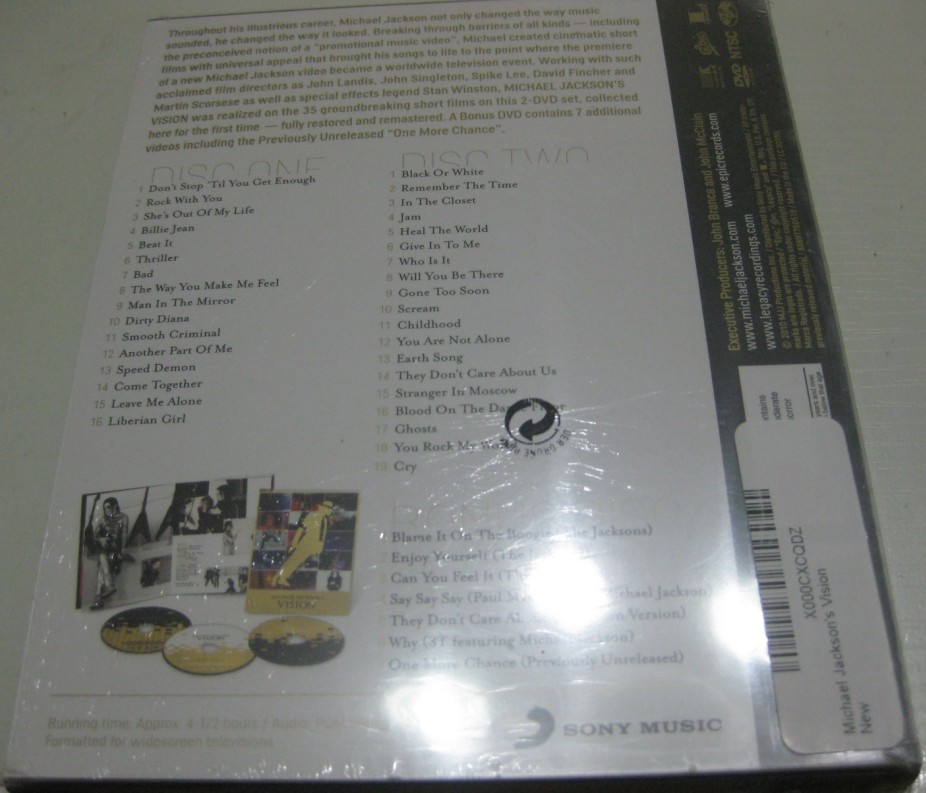 Throughout his illustrious career, Michael Jackson not only changed the way music
sounded, he changed the way it looked. Breaking through barriers of all kinds — including
the preconceived notion of a "promotional music video". Michael created cinematic short
films with universal appeal that brought his songs to life to the point where the premiere
of a new Michael Jackson video became a worldwide television event. Working with such
acclaimed film directors as John Landis, John Singleton, Spike Lee, David Fincher and
Martin Scorsese as well as special effects legend Stan Winston, MICHAEL JACKSON'S
VISION was realized on the 35 groundbreaking short films on this 2-DVD set, collected
here for the first time — fully restored and remastered. A Bonus DVD contains 7 additional
videos including the Previously Unreleased "One More Chance".
DISC ONE
1 Don't Stop 'Til You Get Enough
2 Rock With You
3 She's Out Of My Life
4 Billie Jean
5 Beat It
6 Thriller
7 Bad
8 The Way You Make Me Feel
9 Man In The Mirror
10 Dirty Diana
11 Smooth Criminal
12 Another Part Of Me
13 Speed Demon
14 Come Together
15 Leave Me Alone
16 Liberian Girl
DISC TWO
1 Black Or White
2 Remember The Time
3 In The Closet
4 Jam
5 Heal The World
6 Give In To Me
7 Who Is It
8 Will You Be There
9 Gone Too Soon
10 Scream
11 Childhood
12 You Are Not Alone
13 Earth Song
14 They Don't Care About Us
15 Stranger In Moscow
16 Blood On The
17 Ghosts
18 You Rock My
19 Cry
DER GRÜNE
Blame It On The Boogie (The Jacksons)
Enjoy Yourself
Can You Feel It
Say Say Say (Paul Michael Jackson)
They Don't Care Version)
Why (3T featuring
One More Chance (Previously Unreleased)
VISION
Running time: Approx. 4-1/2 hours / Audio:
Formatted for widescreen televisions
SONY MUSIC
DVD NTSC
Executive Producers: John Branca and John McClain
www.michaeljackson.com www.epicrecords.com
www.legacyrecordings.com
X000CXCQDZ
Michael Jackson's Vision
New